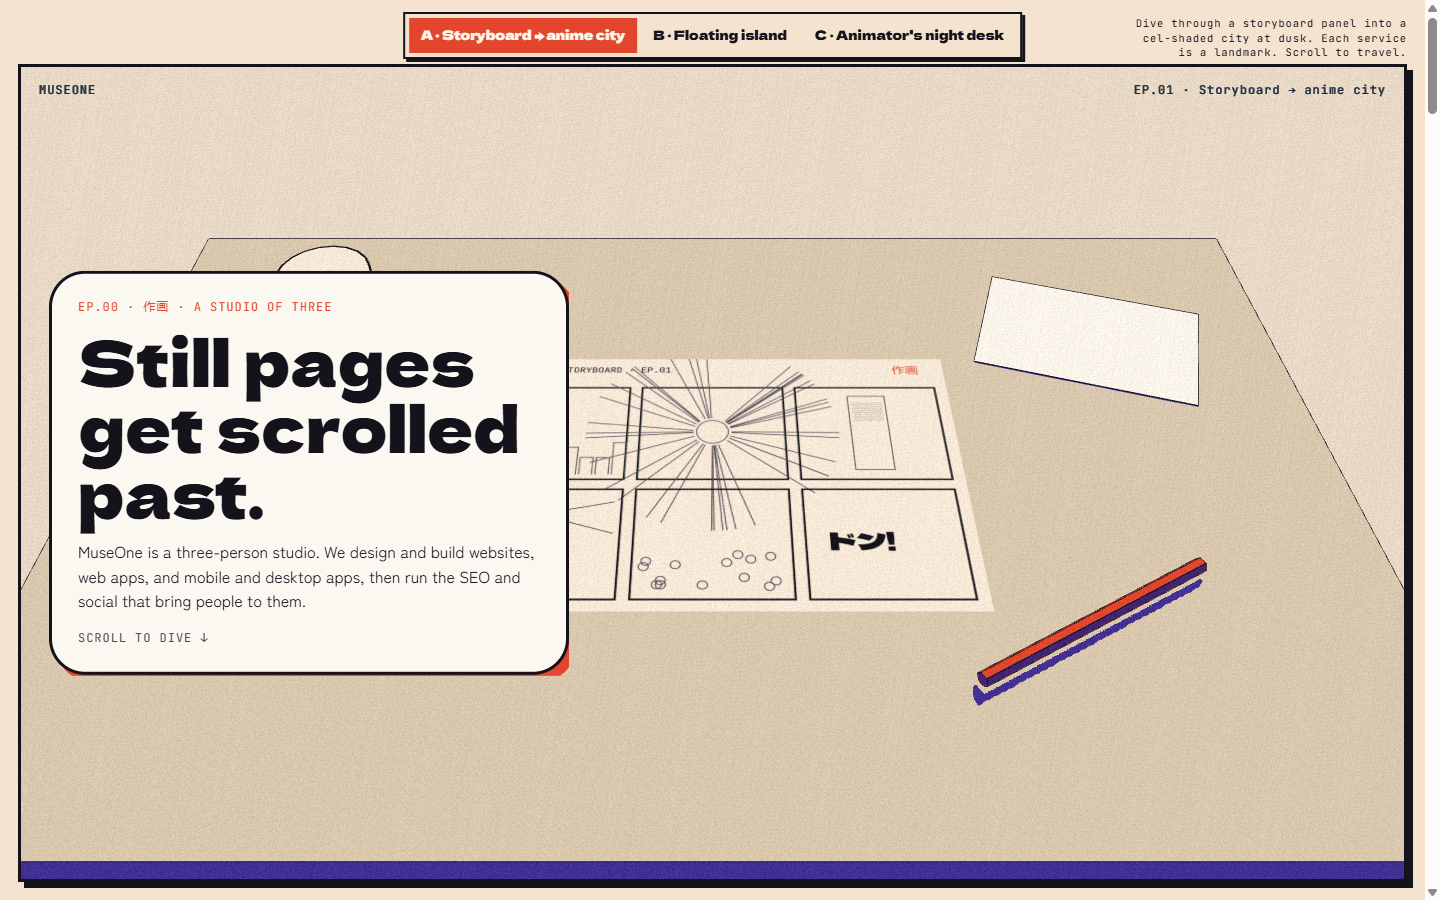 A · Storyboard → anime city
B · Floating island
C · Animator's night desk
Dive through a storyboard panel into a
cel-shaded city at dusk. Each service
is a landmark. Scroll to travel.
MUSEONE
EP.01 · Storyboard → anime city
EP.00 · 作画 · A STUDIO OF THREE
Still pages
get scrolled
past.
MuseOne is a three-person studio. We design and build websites,
web apps, and mobile and desktop apps, then run the SEO and
social that bring people to them.
SCROLL TO DIVE ↓
TORYBOARD · EP.01
作画
ドン!